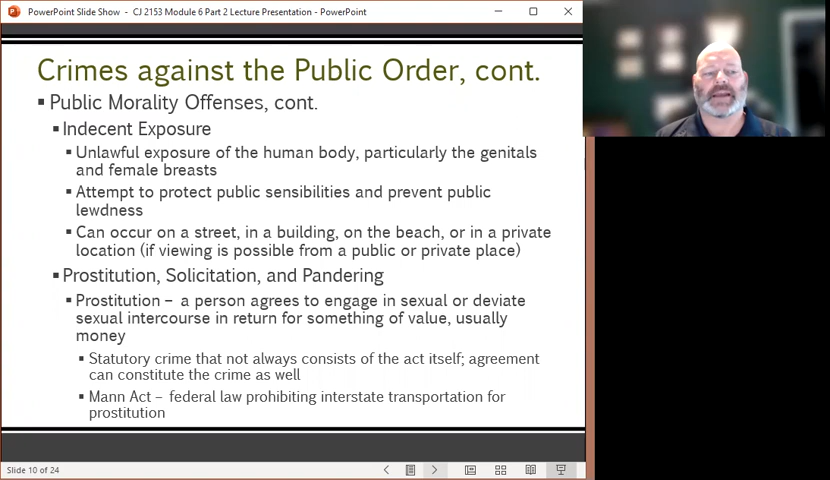 PowerPoint Slide Show - CJ 2153 Module 6 Part 2 Lecture Presentation - PowerPoint
Crimes against the Public Order, cont.
Public Morality Offenses, cont.
Indecent Exposure
Unlawful exposure of the human body, particularly the genitals
and female breasts
Attempt to protect public sensibilities and prevent public
lewdness
Can occur on a street, in a building, on the beach, or in a private
location (if viewing is possible from a public or private place)
Prostitution, Solicitation, and Pandering
Prostitution – a person agrees to engage in sexual or deviate
sexual intercourse in return for something of value, usually
money
Statutory crime that not always consists of the act itself; agreement
can constitute the crime as well
Mann Act – federal law prohibiting interstate transportation for
prostitution
Slide 10 of 24